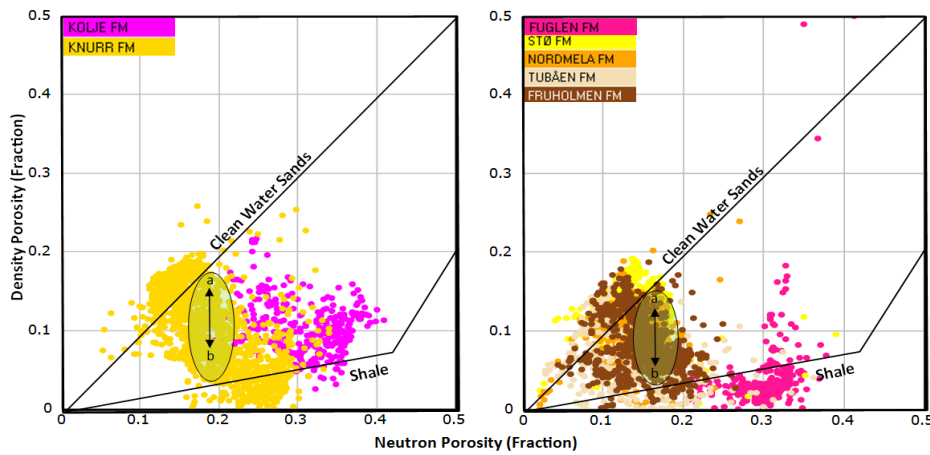 KOLJE FM
KNURR FM
0.5
0.4
0.3
0.2
0.1
0
0
0.1
0.2
0.3
0.4
0.5
Density Porosity (Fraction)
Clean Water Sands
Shale
a
b
FUGLEN FM
STØ FM
NORDMELA FM
TUBÅEN FM
FRUHOLMEN FM
0.5
0.4
0.3
0.2
0.1
0
0
0.1
0.2
0.3
0.4
0.5
Clean Water Sands
Shale
a
b
Neutron Porosity (Fraction)